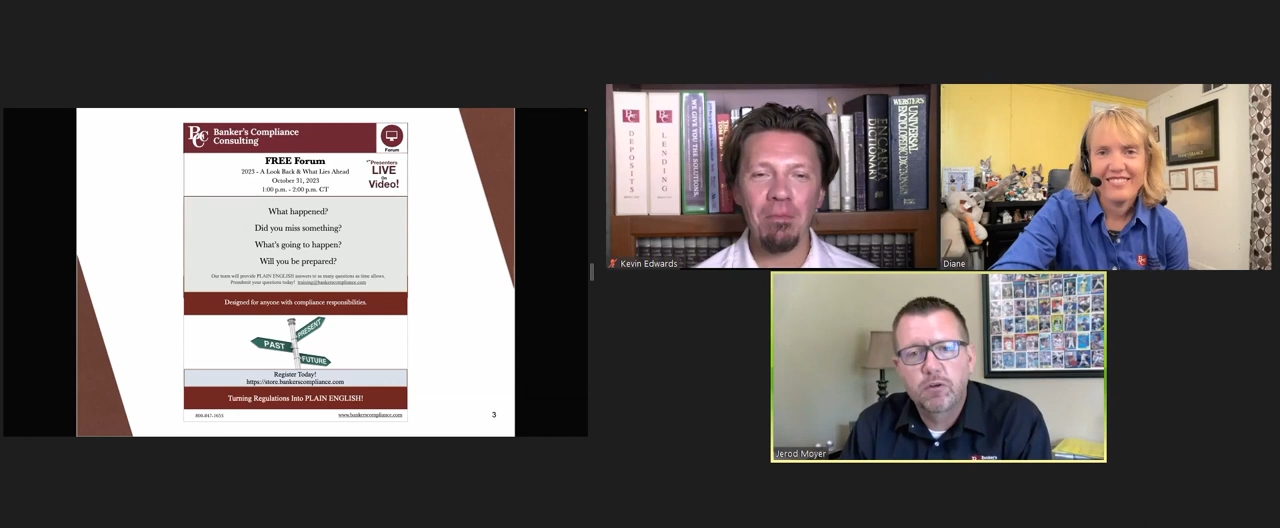 BCC
Banker's Compliance
Consulting
Forum
FREE Forum
2023 - A Look Back & What Lies Ahead
October 31, 2023
1:00 p.m. - 2:00 p.m. CT
Presenters
LIVE
on
Video!
What happened?
Did you miss something?
What's going to happen?
Will you be prepared?
Our team will provide PLAIN ENGLISH answers to as many questions as time allows.
Presubmit your questions today! training@bankerscompliance.com
Designed for anyone with compliance responsibilities.
PRESENT
PAST
FUTURE
Register Today!
https://store.bankerscompliance.com
Turning Regulations Into PLAIN ENGLISH!
800-847-1653
www.bankerscompliance.com
3
DEPOSITS
LENDING
WE GIVE YOU THE SOLUTIONS
ENCARTA
DICTIONARY
WEBSTER'S
UNIVERSAL
ENCYCLOPEDIC DICTIONARY
Kevin Edwards
Diane
Jerod Moyer
Banker's